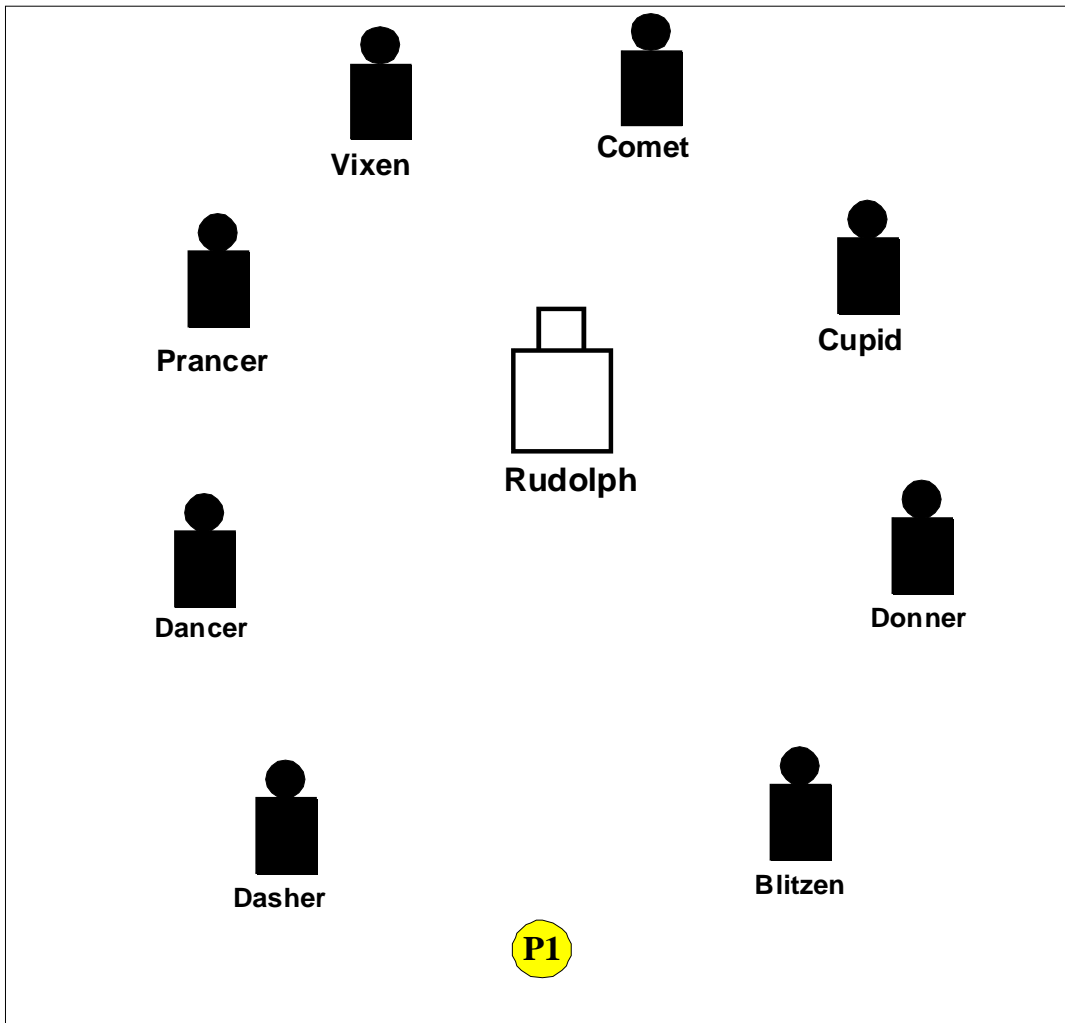 Vixen
Comet
Prancer
Cupid
Rudolph
Dancer
Donner
Dasher
Blitzen
P1